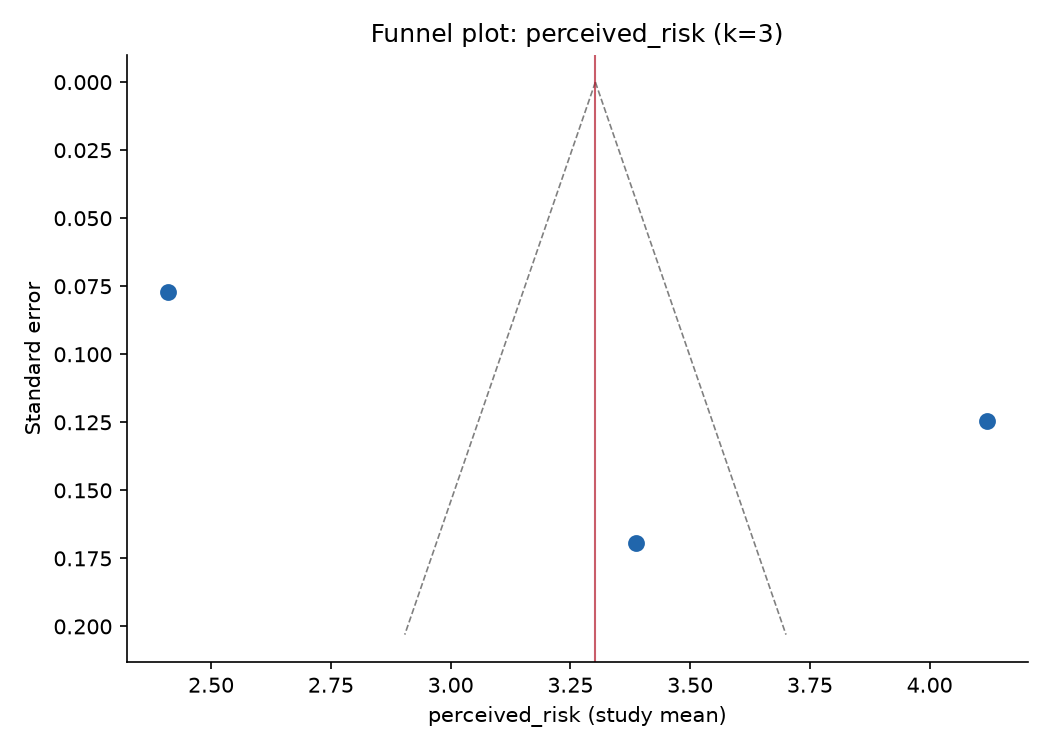 Funnel plot: perceived_risk (k=3)
0.000
0.025
0.050
0.075
0.100
0.125
0.150
0.175
0.200
Standard error
2.50 2.75 3.00 3.25 3.50 3.75 4.00
perceived_risk (study mean)